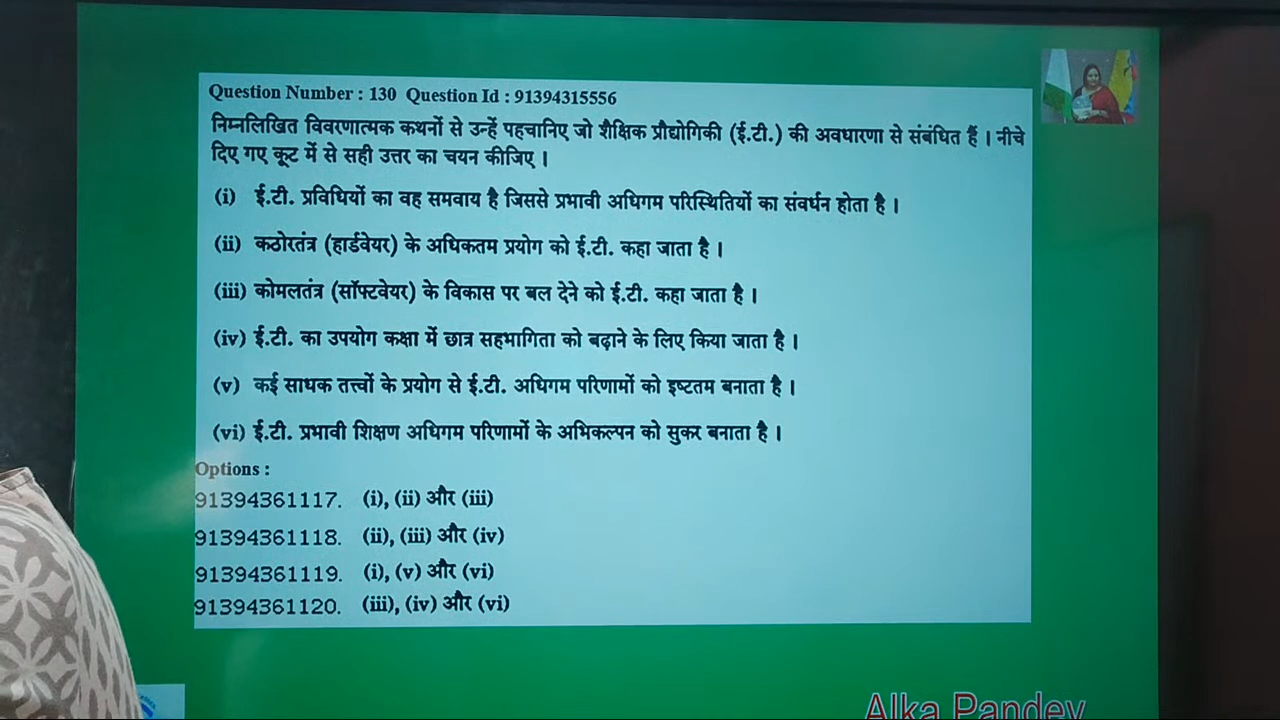 Question Number : 130 Question Id : 91394315556
निम्नलिखित विवरणात्मक कथनों से उन्हें पहचानिए जो शैक्षिक प्रौद्योगिकी (ई.टी.) की अवधारणा से संबंधित हैं । नीचे
दिए गए कूट में से सही उत्तर का चयन कीजिए ।
(i) ई.टी. प्रविधियों का वह समवाय है जिससे प्रभावी अधिगम परिस्थितियों का संवर्धन होता है ।
(ii) कठोरतंत्र (हार्डवेयर) के अधिकतम प्रयोग को ई.टी. कहा जाता है ।
(iii) कोमलतंत्र (सॉफ्टवेयर) के विकास पर बल देने को ई.टी. कहा जाता है ।
(iv) ई.टी. का उपयोग कक्षा में छात्र सहभागिता को बढ़ाने के लिए किया जाता है ।
(v) कई साधक तत्त्वों के प्रयोग से ई.टी. अधिगम परिणामों को इष्टतम बनाता है ।
(vi) ई.टी. प्रभावी शिक्षण अधिगम परिणामों के अभिकल्पन को सुकर बनाता है ।
Options :
91394361117. (i), (ii) और (iii)
91394361118. (ii), (iii) और (iv)
91394361119. (i), (v) और (vi)
91394361120. (iii), (iv) और (vi)
Alka Pandey